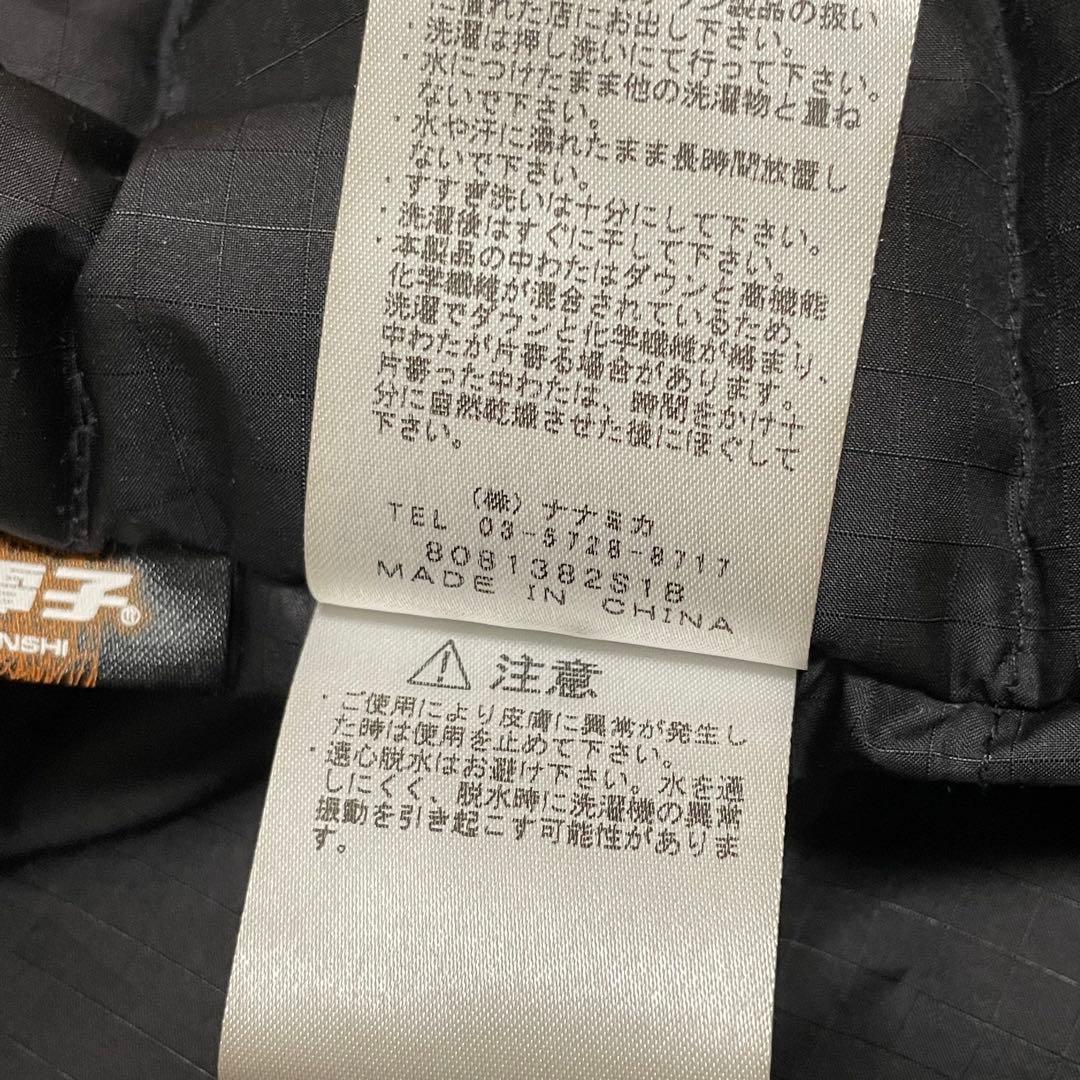 製品の扱い
に慣れた店にお出し下さい。
・洗濯は押し洗いにて行って下さい。
・水につけたまま他の洗濯物と重ね
ないで下さい。
・水や汗に濡れたまま長時間放置し
ないで下さい。
・すすぎ洗いは十分にして下さい。
・洗濯後はすぐに干して下さい。
・本製品の中わたはダウンと高機能
化学繊維が混合されているため、
洗濯でダウンと化学繊維が絡まり、
中わたが片寄る場合があります。
片寄った中わたは、時間をかけ十
分に自然乾燥させた後にほぐして
下さい。
(株)ナナミカ
TEL 03-5728-8717
8081382S18
MADE IN CHINA
子®
NSHI
⚠注意
・ご使用により皮膚に異常が発生し
た時は使用を止めて下さい。
・遠心脱水はお避け下さい。水を通
しにくく、脱水時に洗濯機の異常
振動を引き起こす可能性がありま
す。